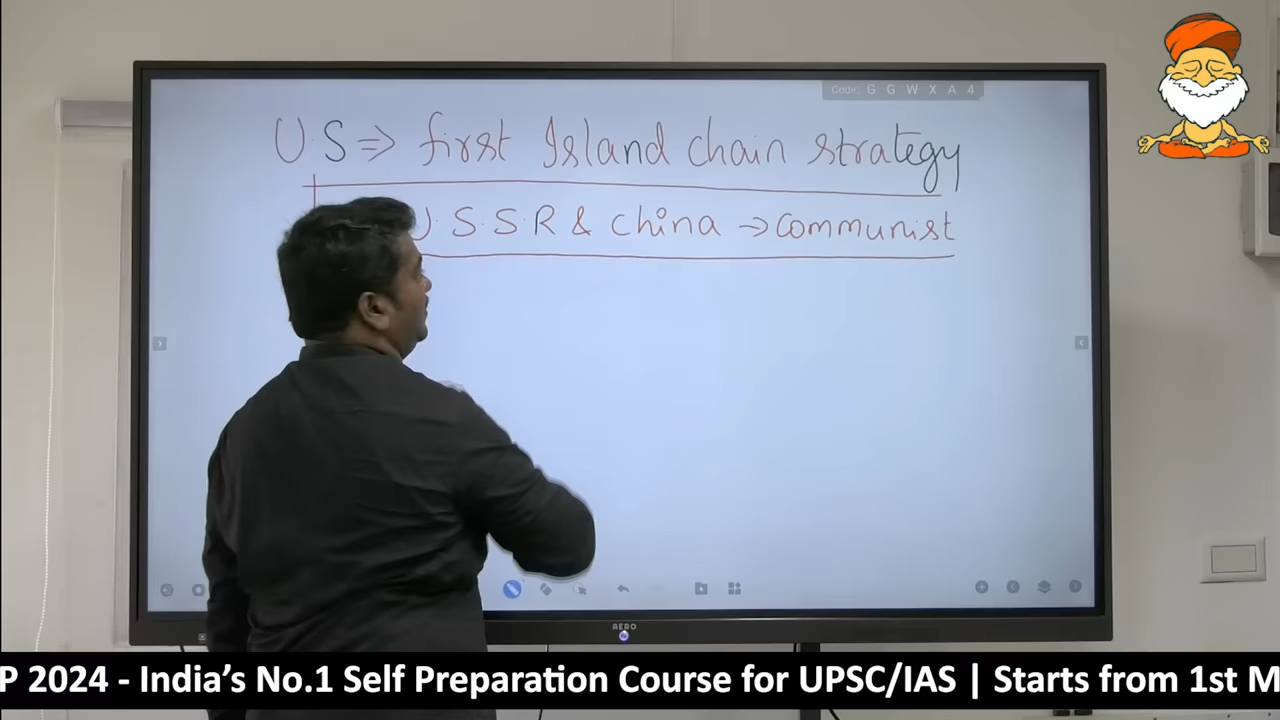 Code: G G W X A 4
U.S => first Island chain strategy
U.S.S.R & China → Communist
AERO
P 2024 - India's No.1 Self Preparation Course for UPSC/IAS | Starts from 1st M